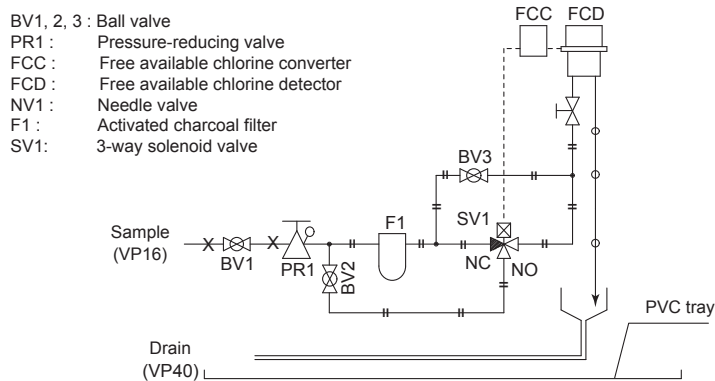 BV1, 2, 3 : Ball valve
PR1 : Pressure-reducing valve
FCC : Free available chlorine converter
FCD : Free available chlorine detector
NV1 : Needle valve
F1 : Activated charcoal filter
SV1: 3-way solenoid valve
FCC FCD
BV3
SV1
F1
Sample
(VP16)
BV1
PR1
BV2
NC
NO
PVC tray
Drain
(VP40)